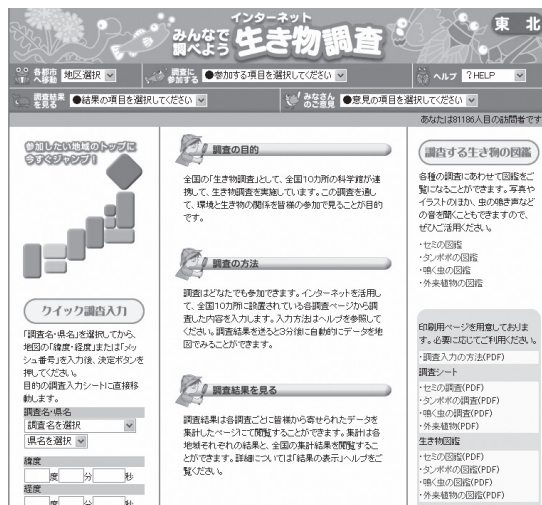 インターネット
みんなで
調べよう
生き物調査
東 北
各都市
へ移動
地区選択
調査に
参加する
●参加する項目を選択してください
ヘルプ
?HELP
調査結果
を見る
●結果の項目を選択してください
みなさん
のご意見
●意見の項目を選択してください
あなたは81186人目の訪問者です
参加したい地域のトップに
今すぐジャンプ!
クイック調査入力
「調査名・県名」を選択してから、
地図の「緯度・経度」または「メッ
シュ番号」を入力後、決定ボタンを
押してください。
目的の調査入力シートに直接移
動します。
調査名・県名
調査名を選択
県名を選択
緯度
度 分 秒
経度
度 分 秒
調査の目的
全国の「生き物調査」として、全国10カ所の科学館が連
携して、生き物調査を実施しています。この調査を通し
て、環境と生き物の関係を皆様の参加で見ることが目的
です。
調査の方法
調査はどなたでも参加できます。インターネットを活用し
て、全国10カ所に設置されている各調査ページから調
査した内容を入力します。入力方法はヘルプを参照して
ください。調査結果を送ると3分後に自動的にデータを地
図でみることができます。
調査結果を見る
調査結果は各調査ごとに皆様から寄せられたデータを
集計したページにて閲覧することができます。集計は各
地域それぞれの結果と、全国の集計結果を閲覧するこ
とができます。詳細については「結果の表示」ヘルプをご
覧ください。
調査する生き物の図鑑
各種の調査にあわせて図鑑をご
覧になることができます。写真や
イラストのほか、虫の鳴き声など
の音を聞くこともできますので、
ぜひご活用ください。
・セミの図鑑
・タンポポの図鑑
・鳴く虫の図鑑
・外来植物の図鑑
印刷用ページを用意しておりま
す。必要に応じてご利用ください。
・調査入力の方法(PDF)
調査シート
・セミの調査(PDF)
・タンポポの調査(PDF)
・鳴く虫の調査(PDF)
・外来植物の調査(PDF)
生き物図鑑
・セミの図鑑(PDF)
・タンポポの図鑑(PDF)
・鳴く虫の図鑑(PDF)
・外来植物の図鑑(PDF)